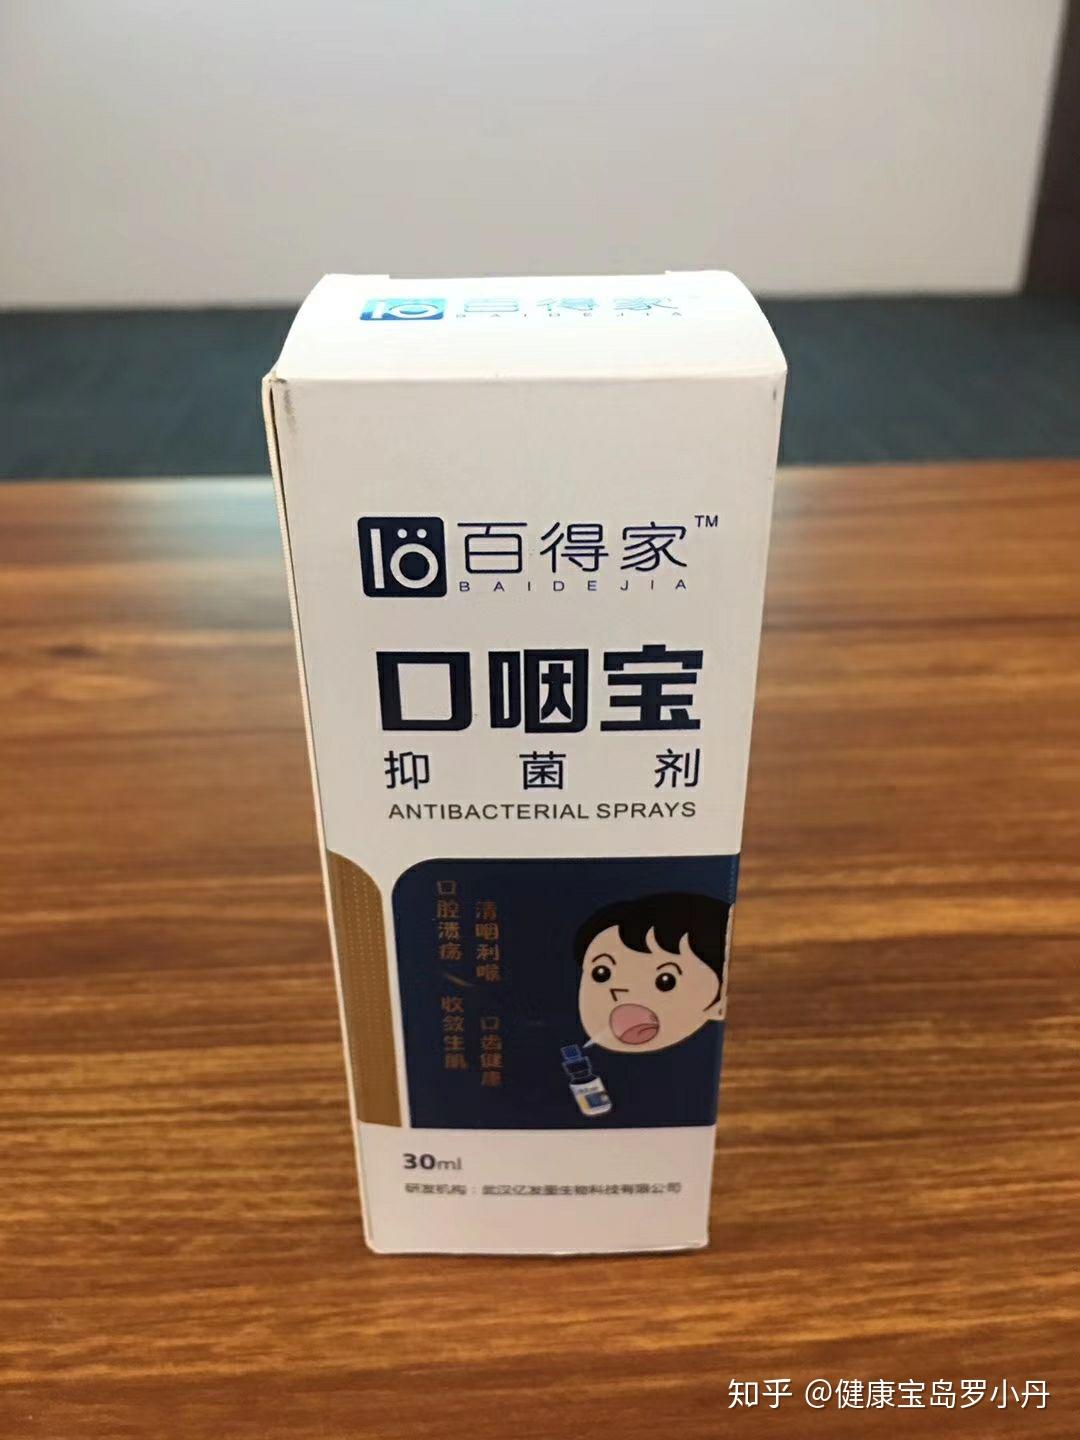 百得家
BAIDEJIA
百得家™
BAIDEJIA
口咽宝
抑菌剂
ANTIBACTERIAL SPRAYS
清咽利喉 口齿健康
口腔溃疡 收敛生肌
30ml
研发机构：武汉亿发图生物科技有限公司
知乎 @健康宝岛罗小丹